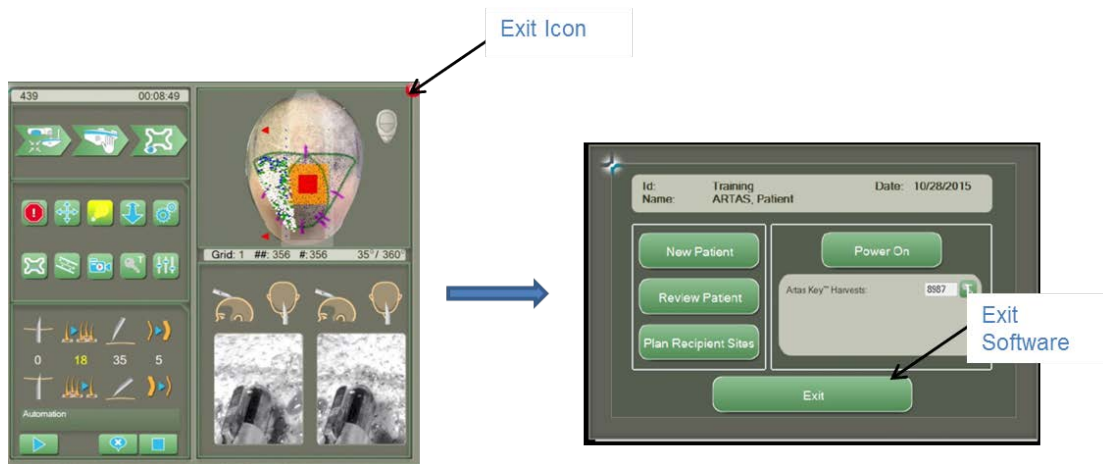 Exit Icon
439 00:08:49
Grid: 1 ##: 356 #: 356 35°/ 360°
0 18 35 5
Automation
Id: Training Date: 10/28/2015
Name: ARTAS, Patient
New Patient
Power On
Review Patient
Artas Key™ Harvests: 8987 T
Plan Recipient Sites
Exit
Exit
Software